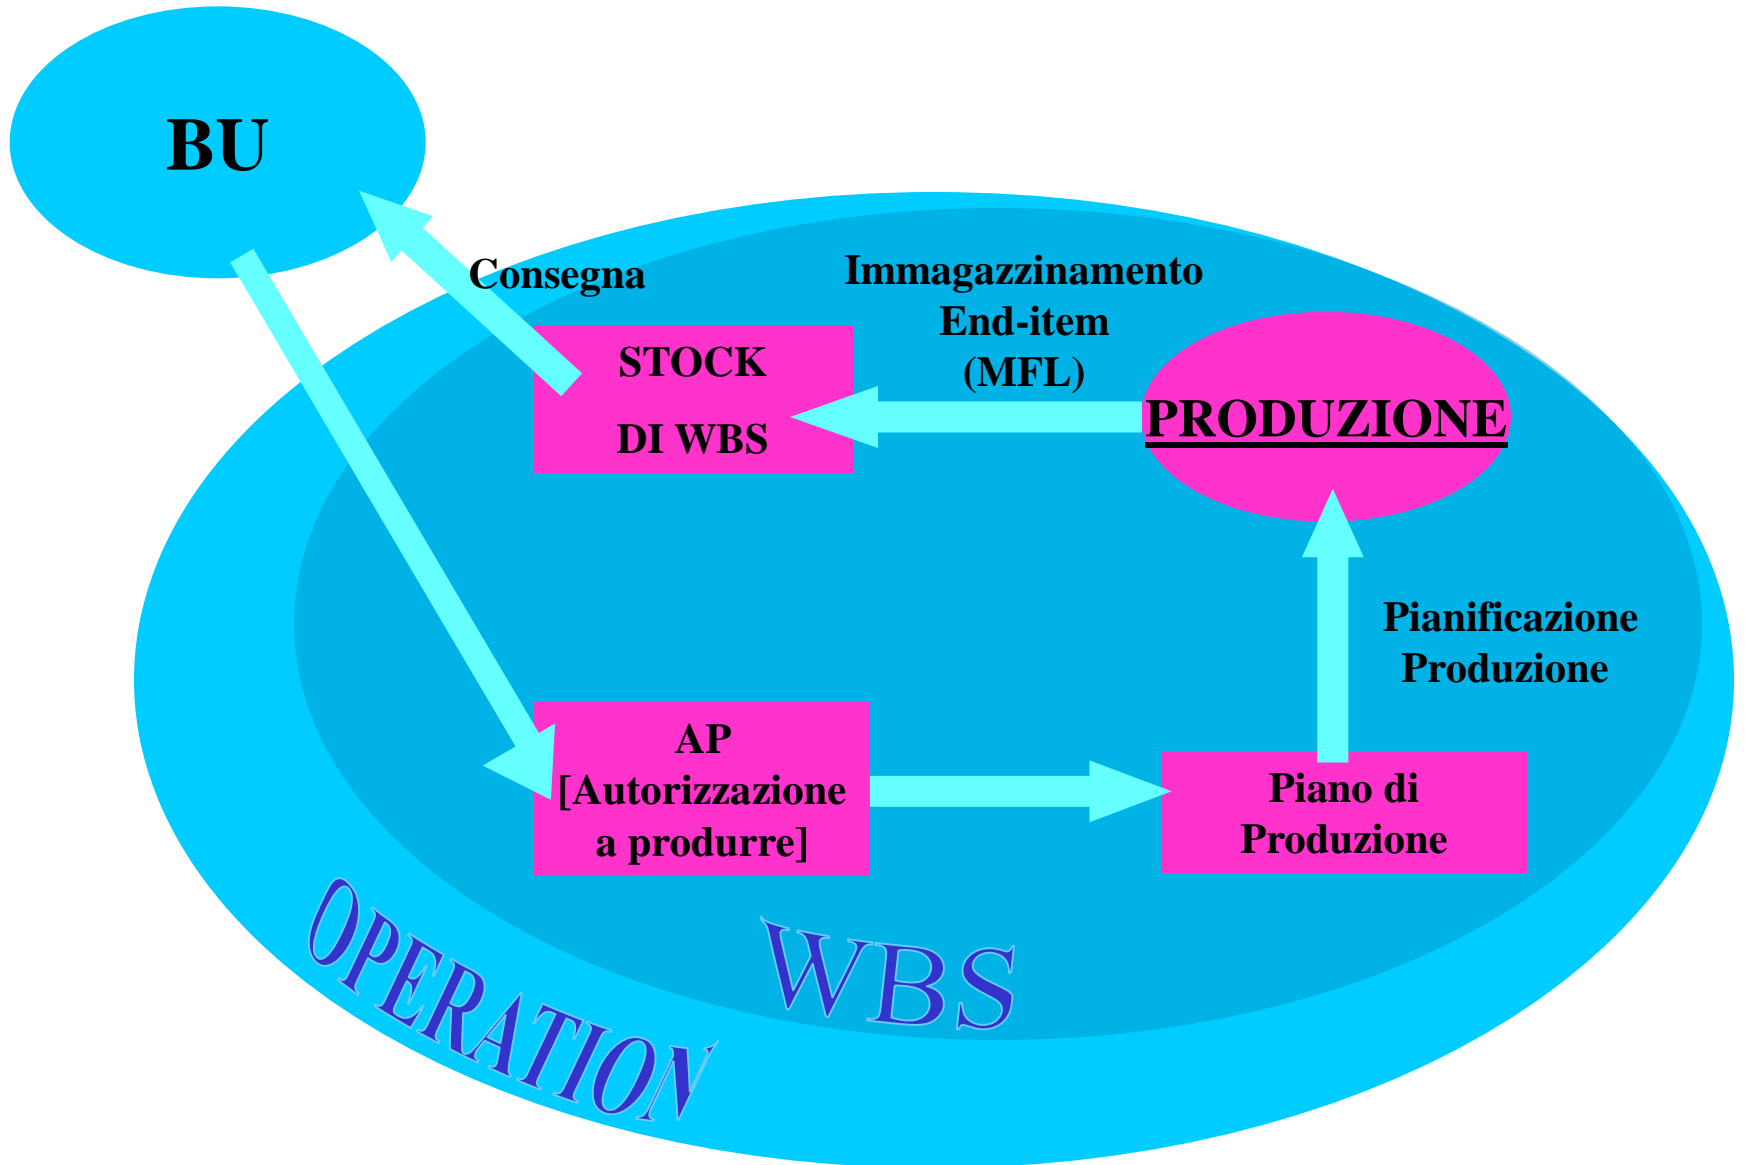 BU
Consegna
Immagazzinamento
End-item
(MFL)
STOCK
DI WBS
PRODUZIONE
Pianificazione
Produzione
AP
[Autorizzazione
a produrre]
Piano di
Produzione
OPERATION
WBS